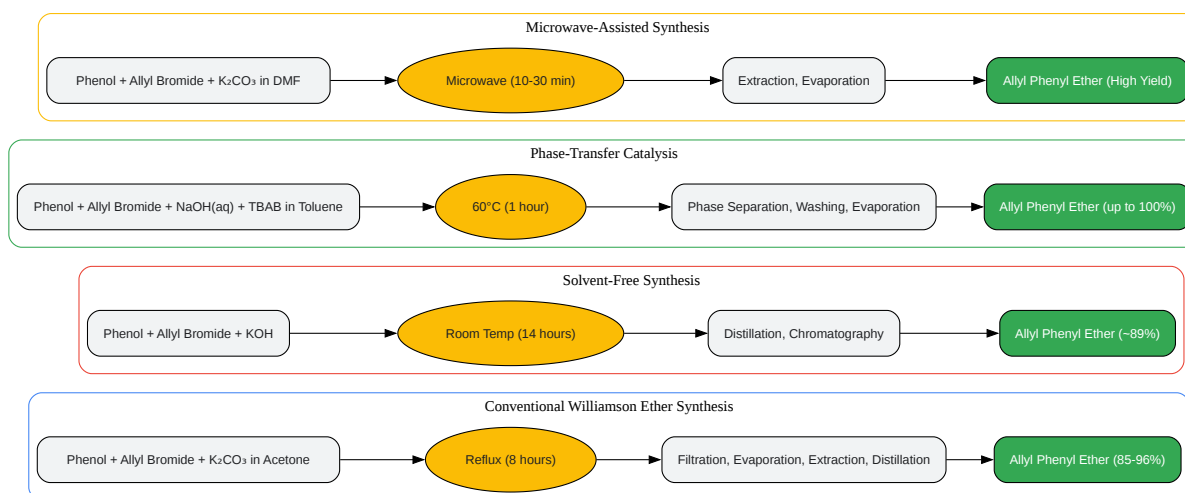 Microwave-Assisted Synthesis
Phenol + Allyl Bromide + K₂CO₃ in DMF
Microwave (10-30 min)
Extraction, Evaporation
Allyl Phenyl Ether (High Yield)
Phase-Transfer Catalysis
Phenol + Allyl Bromide + NaOH(aq) + TBAB in Toluene
60°C (1 hour)
Phase Separation, Washing, Evaporation
Allyl Phenyl Ether (up to 100%)
Solvent-Free Synthesis
Phenol + Allyl Bromide + KOH
Room Temp (14 hours)
Distillation, Chromatography
Allyl Phenyl Ether (~89%)
Conventional Williamson Ether Synthesis
Phenol + Allyl Bromide + K₂CO₃ in Acetone
Reflux (8 hours)
Filtration, Evaporation, Extraction, Distillation
Allyl Phenyl Ether (85-96%)